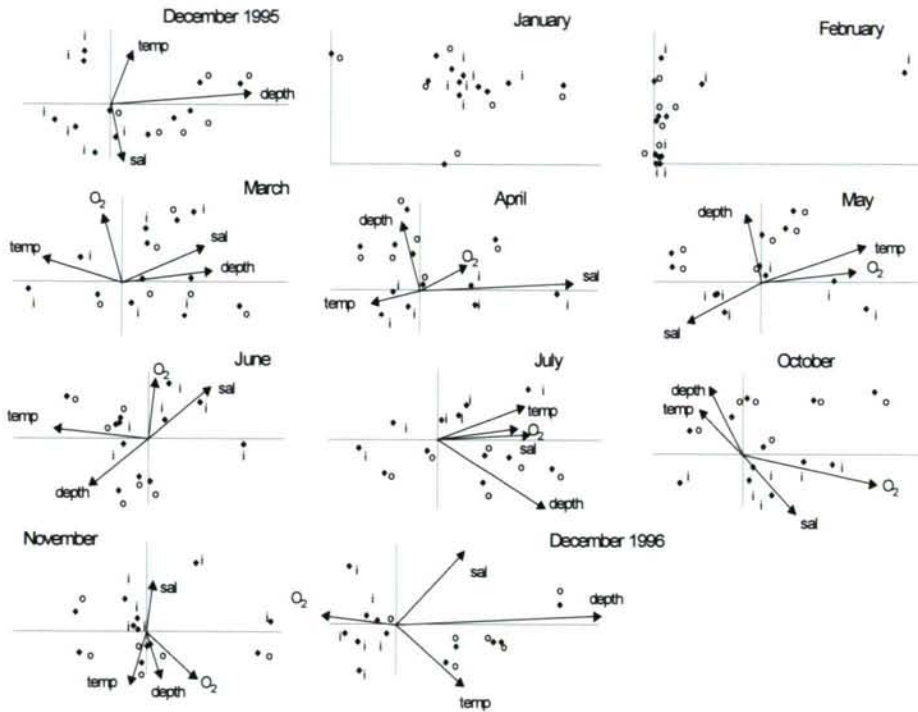 December 1995
January
February
temp
depth
sal
March
April
May
O2
temp
sal
depth
depth
O2
sal
temp
depth
temp
O2
sal
June
July
October
O2
sal
temp
depth
temp
O2
sal
depth
depth
temp
O2
sal
November
December 1996
sal
temp
depth
O2
sal
O2
depth
temp